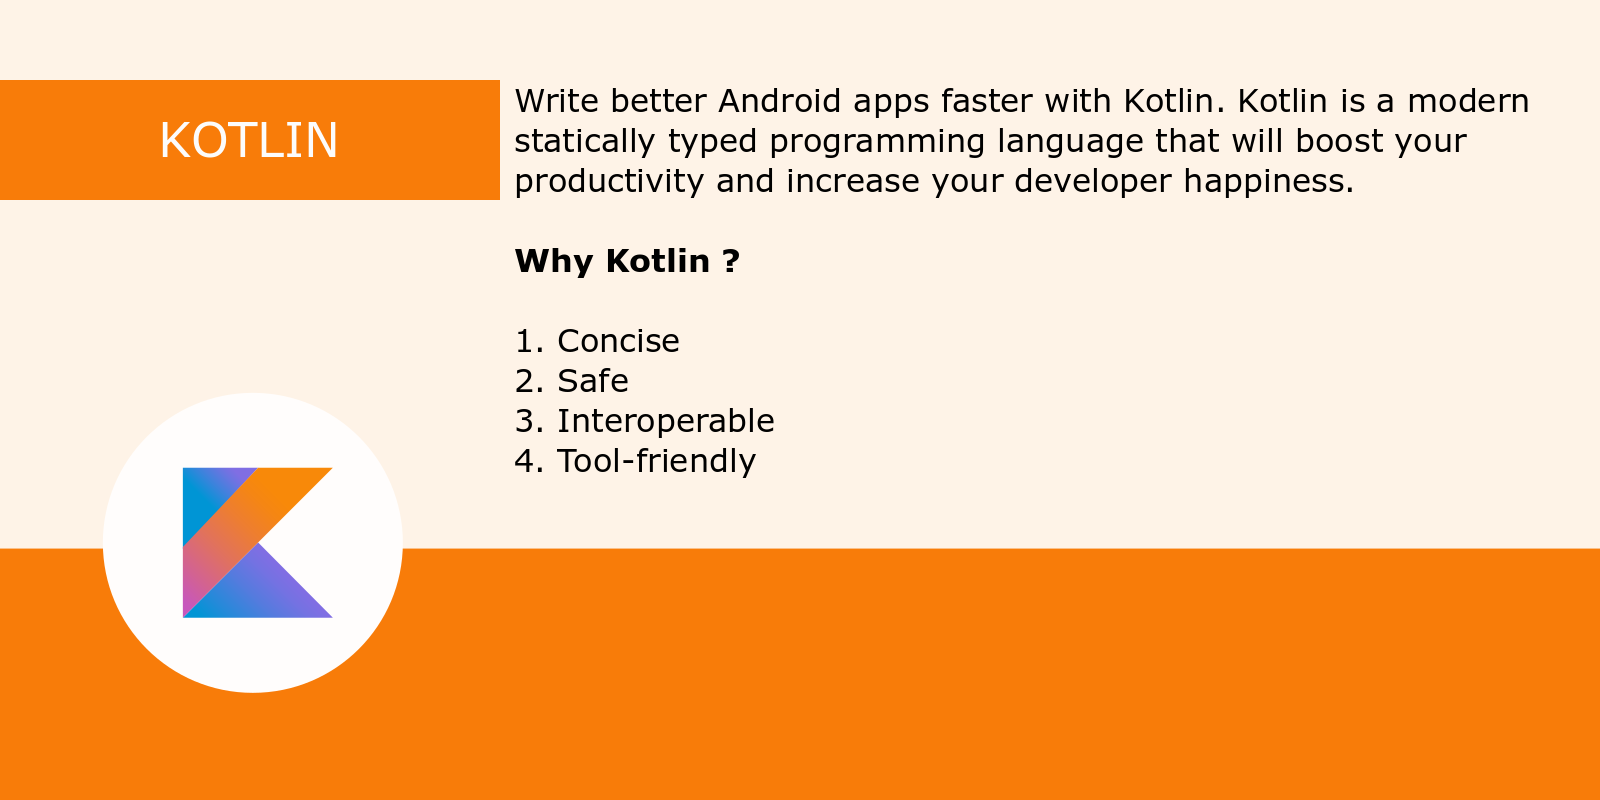 KOTLIN
Write better Android apps faster with Kotlin. Kotlin is a modern
statically typed programming language that will boost your
productivity and increase your developer happiness.
Why Kotlin ?
1. Concise
2. Safe
3. Interoperable
4. Tool-friendly